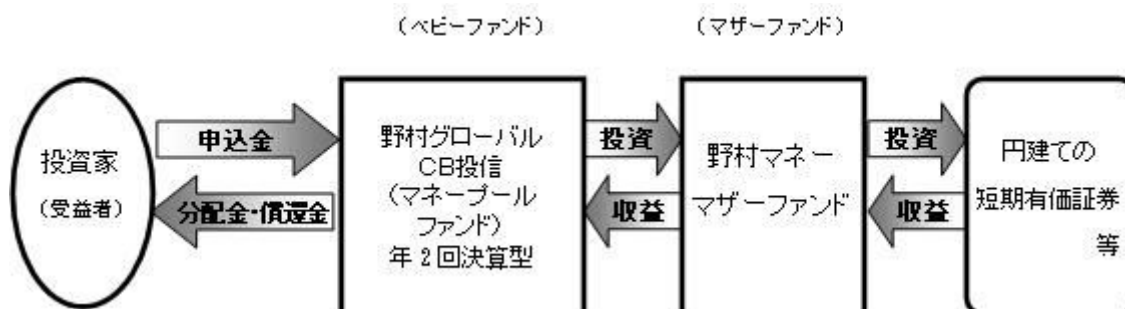 (ベビーファンド)
(マザーファンド)
投資家
(受益者)
申込金
分配金・償還金
野村グローバル
CB投信
(マネープール
ファンド)
年2回決算型
投資
収益
野村マネー
マザーファンド
投資
収益
円建ての
短期有価証券
等